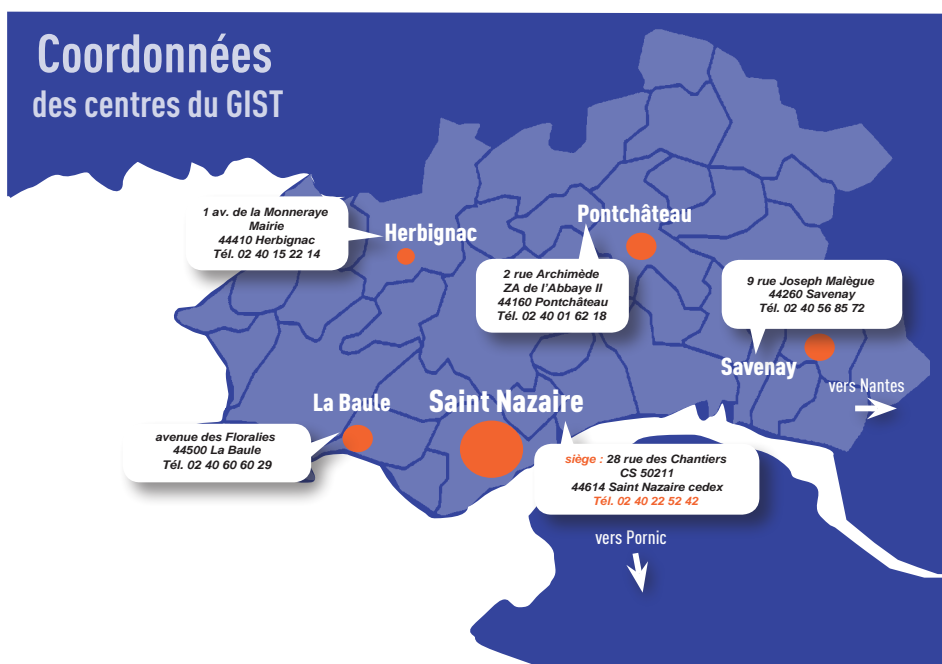 Coordonnées
des centres du GIST
1 av. de la Monneraye
Mairie
44410 Herbignac
Tél. 02 40 15 22 14
Herbignac
Pontchâteau
2 rue Archimède
ZA de l'Abbaye II
44160 Pontchâteau
Tél. 02 40 01 62 18
9 rue Joseph Malègue
44260 Savenay
Tél. 02 40 56 85 72
Savenay
vers Nantes
La Baule
Saint Nazaire
avenue des Floralies
44500 La Baule
Tél. 02 40 60 60 29
siège : 28 rue des Chantiers
CS 50211
44614 Saint Nazaire cedex
Tél. 02 40 22 52 42
vers Pornic